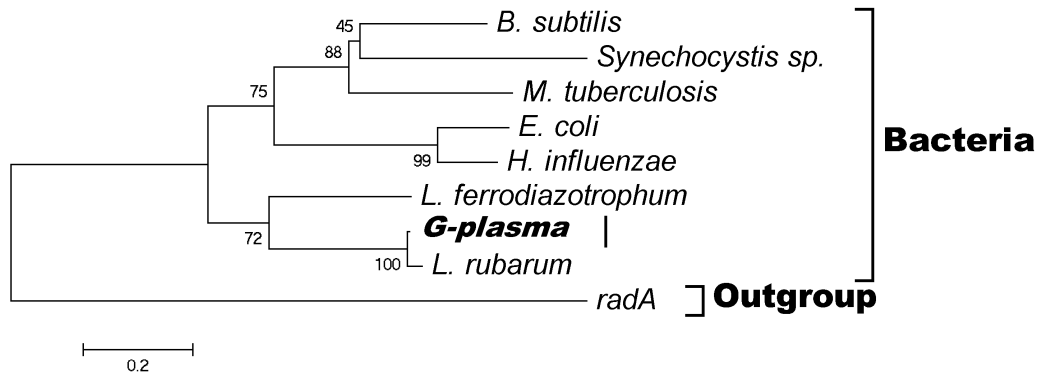 45
B. subtilis
Synechocystis sp.
88
M. tuberculosis
75
E. coli
Bacteria
99
H. influenzae
L. ferrodiazotrophum
G-plasma
72
100
L. rubarum
radA
Outgroup
0.2